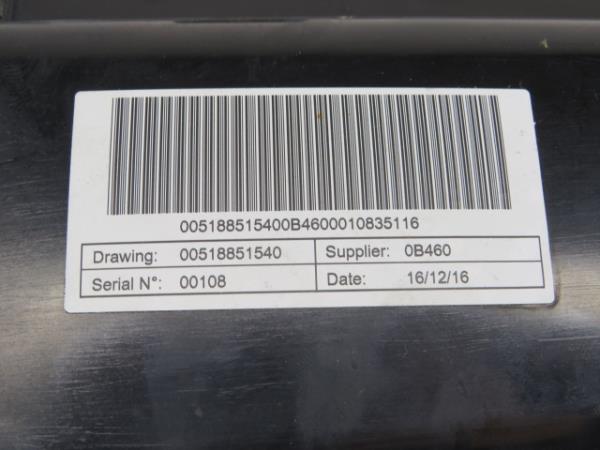 005188515400B4600010835116
Drawing: 00518851540 Supplier: 0B460
Serial N°: 00108 Date: 16/12/16